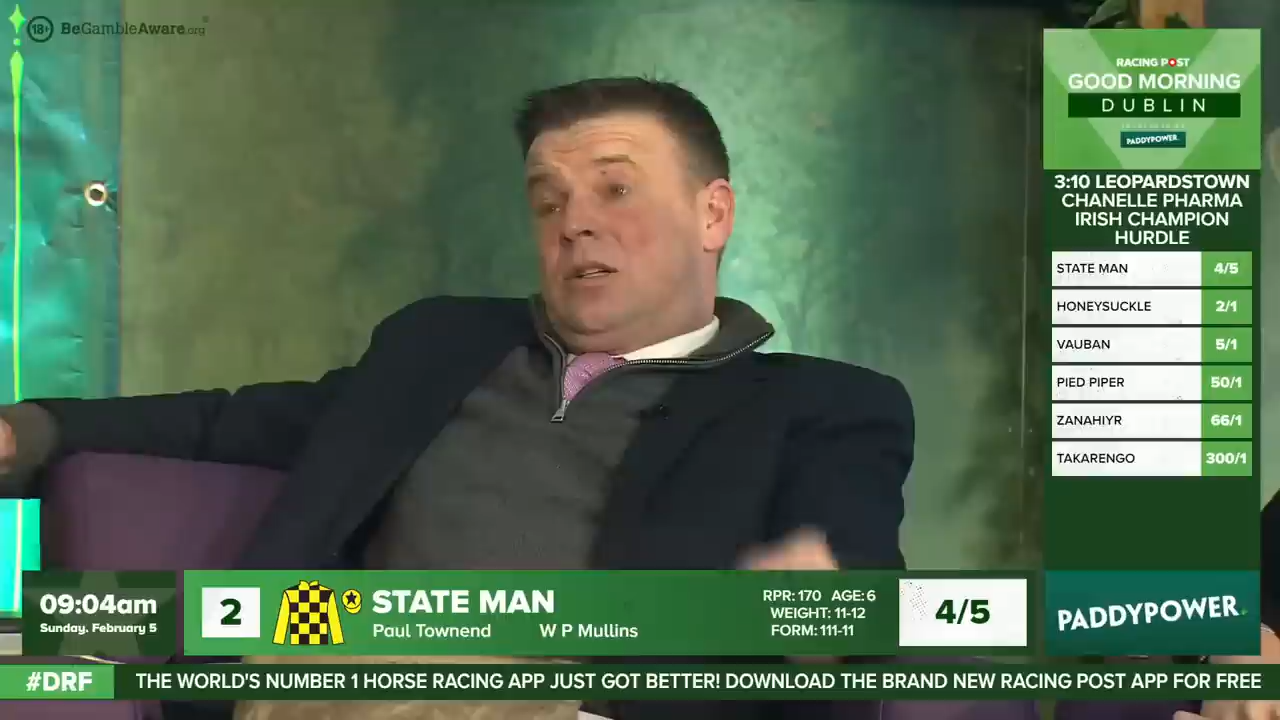 18+ BeGambleAware.org
RACING POST
GOOD MORNING
DUBLIN
PADDYPOWER.
3:10 LEOPARDSTOWN
CHANELLE PHARMA
IRISH CHAMPION
HURDLE
STATE MAN 4/5
HONEYSUCKLE 2/1
VAUBAN 5/1
PIED PIPER 50/1
ZANAHIYR 66/1
TAKARENGO 300/1
09:04am
Sunday, February 5
2
STATE MAN
Paul Townend W P Mullins
RPR: 170 AGE: 6
WEIGHT: 11-12
FORM: 111-11
4/5
PADDYPOWER.
#DRF THE WORLD'S NUMBER 1 HORSE RACING APP JUST GOT BETTER! DOWNLOAD THE BRAND NEW RACING POST APP FOR FREE